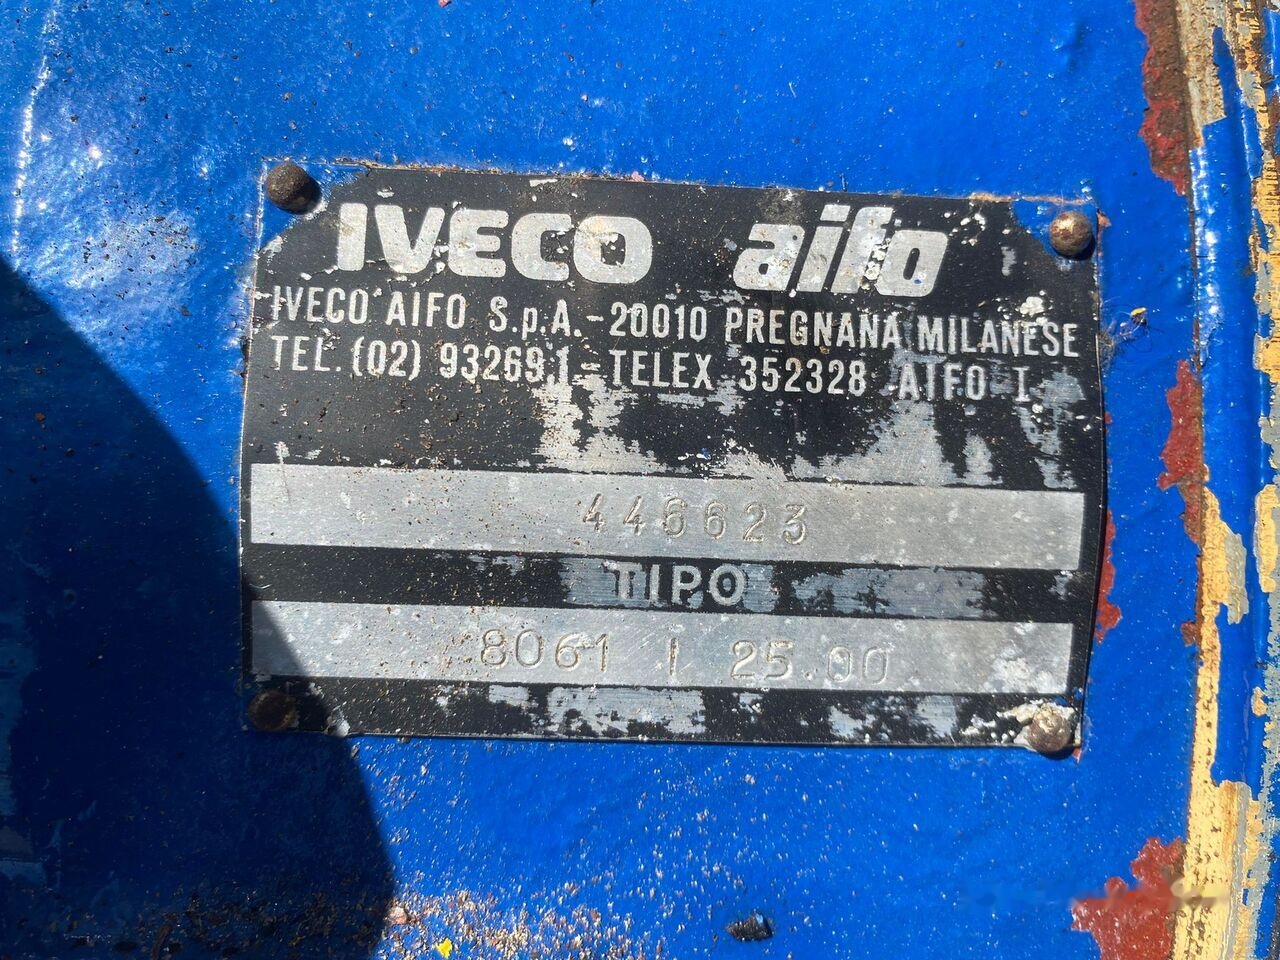 IVECO aifo
IVECO AIFO S.p.A.-20010 PREGNANA MILANESE
TEL.(02) 932691-TELEX 352328 AIFO I
446623
TIPO
8061 I 25.00